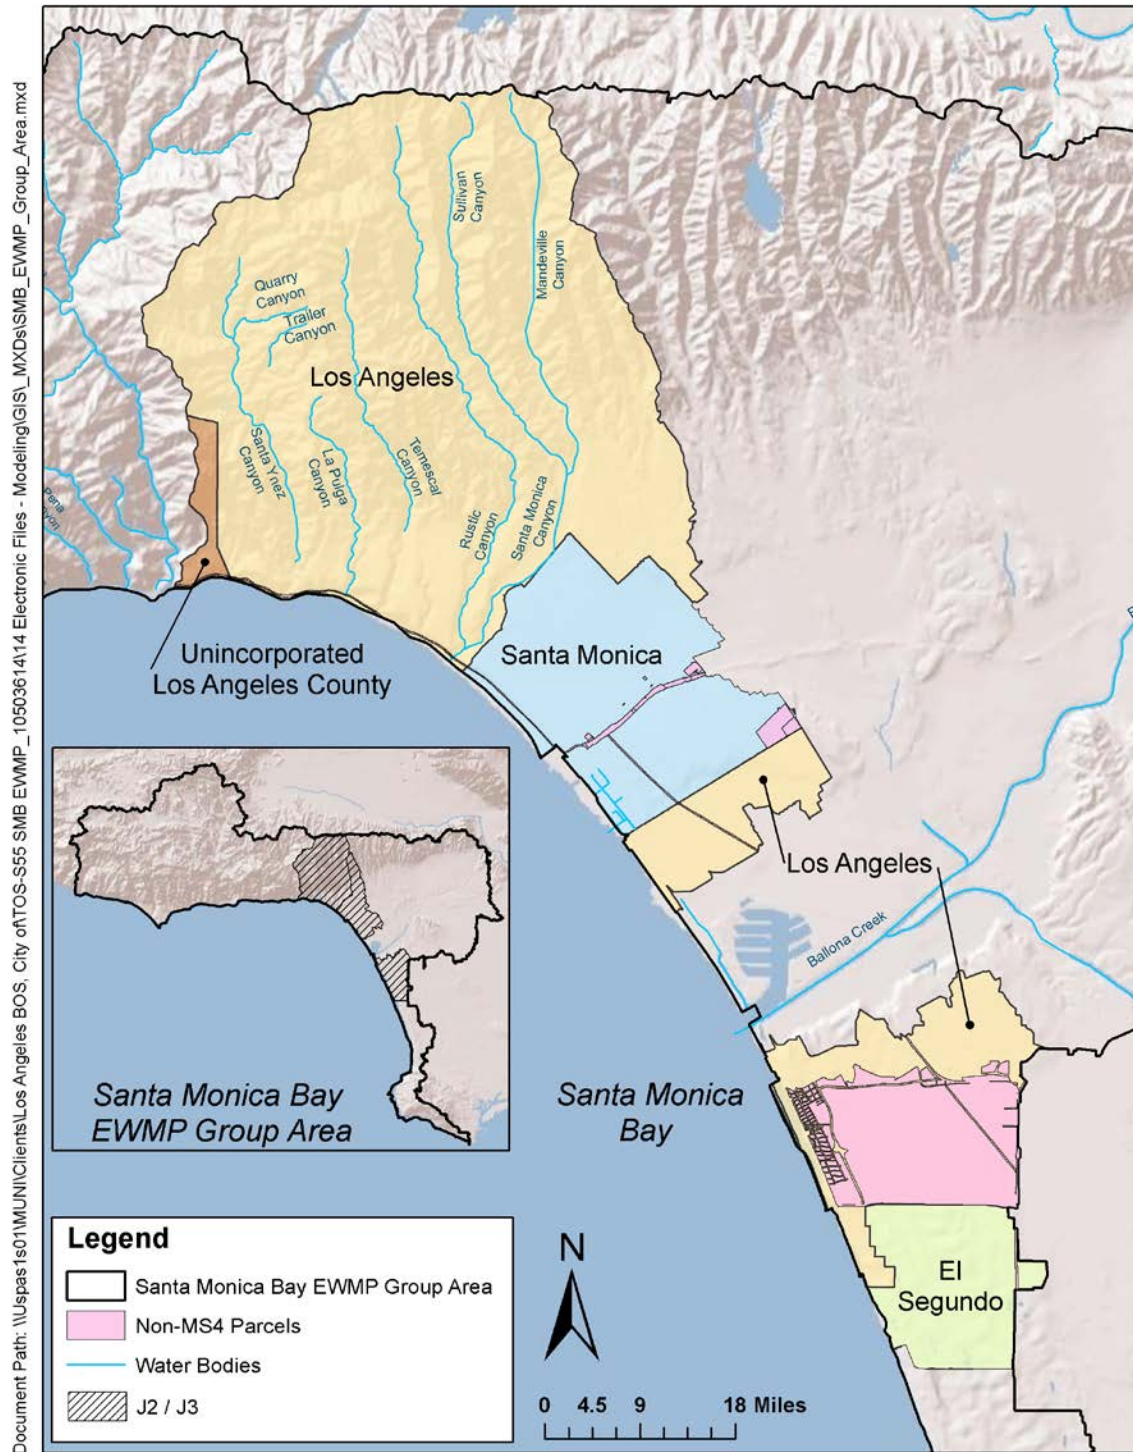 Document Path: \\Uspas1s01\MUNI\Clients\Los Angeles BOS, City of\TOS-S55 SMB EWMP_10503614\14 Electronic Files - Modeling\GIS\_MXDs\SMB_EWMP_Group_Area.mxd
Sullivan
Canyon
Mandeville
Canyon
Quarry
Canyon
Trailer
Canyon
Los Angeles
Santa Ynez
Canyon
La Pulga
Canyon
Temescal
Canyon
Rustic
Canyon
Santa Monica
Canyon
Pena
Unincorporated
Los Angeles County
Santa Monica
Los Angeles
Ballona Creek
Santa Monica
Bay
Santa Monica Bay
EWMP Group Area
El
Segundo
Legend
Santa Monica Bay EWMP Group Area
Non-MS4 Parcels
Water Bodies
J2 / J3
N
0 4.5 9 18 Miles